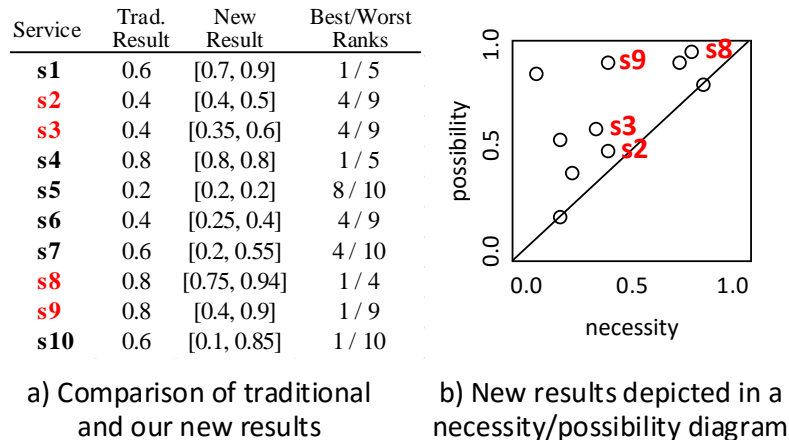 Service Trad. Result New Result Best/Worst Ranks
s1 0.6 [0.7, 0.9] 1 / 5
s2 0.4 [0.4, 0.5] 4 / 9
s3 0.4 [0.35, 0.6] 4 / 9
s4 0.8 [0.8, 0.8] 1 / 5
s5 0.2 [0.2, 0.2] 8 / 10
s6 0.4 [0.25, 0.4] 4 / 9
s7 0.6 [0.2, 0.55] 4 / 10
s8 0.8 [0.75, 0.94] 1 / 4
s9 0.8 [0.4, 0.9] 1 / 9
s10 0.6 [0.1, 0.85] 1 / 10
a) Comparison of traditional
and our new results
possibility
1.0
0.5
0.0
s8
s9
s3
s2
0.0 0.5 1.0
necessity
b) New results depicted in a
necessity/possibility diagram